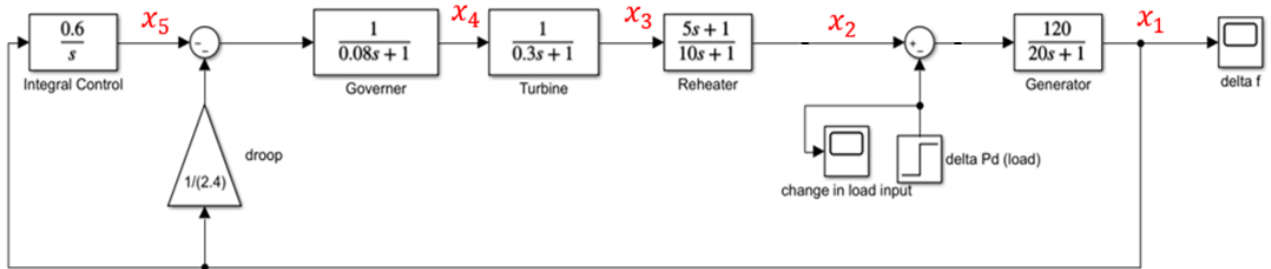 x₅
x₄
x₃
x₂
x₁
0.6
s
Integral Control
1
0.08s + 1
Governer
1
0.3s + 1
Turbine
5s + 1
10s + 1
Reheater
120
20s + 1
Generator
delta f
droop
1/(2.4)
delta Pd (load)
change in load input